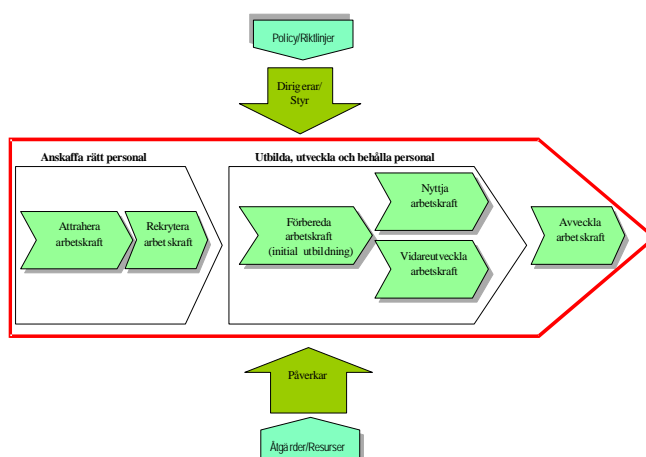 Policy/Riktlinjer
Dirigerar/
Styr
Anskaffa rätt personal
Utbilda, utveckla och behålla personal
Attrahera
arbetskraft
Rekrytera
arbetskraft
Förbereda
arbetskraft
(initial utbildning)
Nyttja
arbetskraft
Vidareutveckla
arbetskraft
Avveckla
arbetskraft
Påverkar
Åtgärder/Resurser